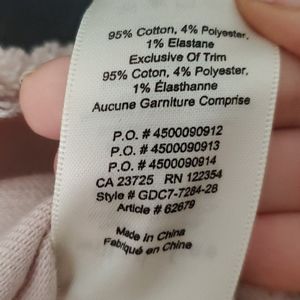 95% Cotton, 4% Polyester,
1% Elastane
Exclusive Of Trim
95% Coton, 4% Polyester,
1% Élasthanne
Aucune Garniture Comprise
P.O. # 4500090912
P.O. # 4500090913
P.O. # 4500090914
CA 23725 RN 122354
Style # GDC7-7284-28
Article # 62679
Made in China
Fabriqué en Chine